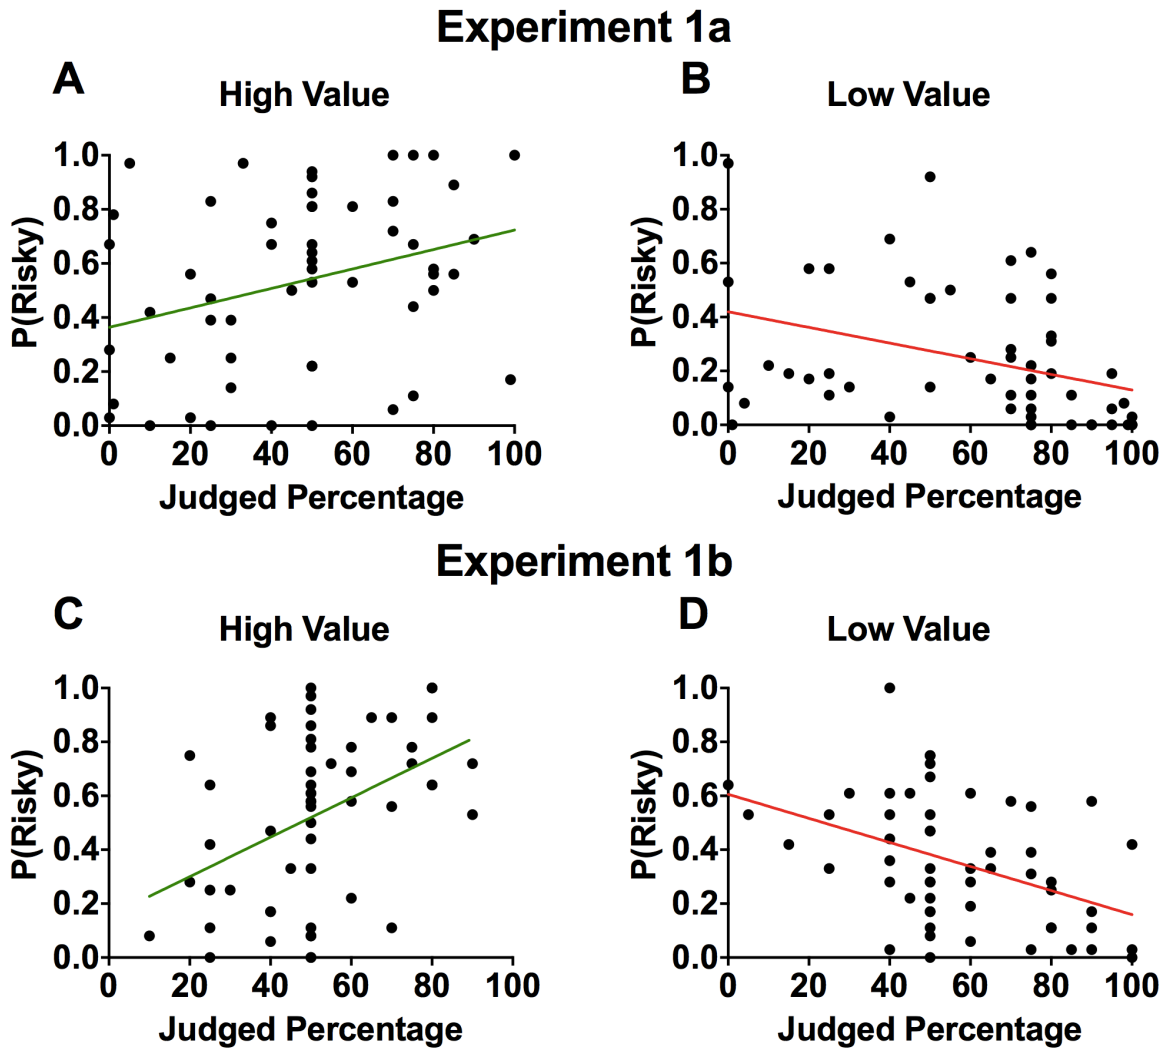 Experiment 1a
A
High Value
P(Risky)
1.0
0.8
0.6
0.4
0.2
0.0
0 20 40 60 80 100
Judged Percentage
B
Low Value
P(Risky)
1.0
0.8
0.6
0.4
0.2
0.0
0 20 40 60 80 100
Judged Percentage
Experiment 1b
C
High Value
P(Risky)
1.0
0.8
0.6
0.4
0.2
0.0
0 20 40 60 80 100
Judged Percentage
D
Low Value
P(Risky)
1.0
0.8
0.6
0.4
0.2
0.0
0 20 40 60 80 100
Judged Percentage